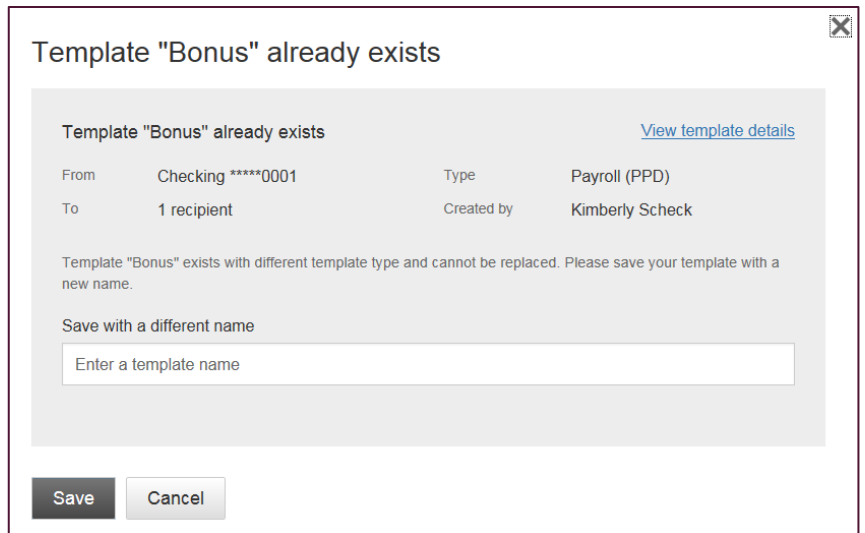 Template "Bonus" already exists
Template "Bonus" already exists View template details
From Checking *****0001 Type Payroll (PPD)
To 1 recipient Created by Kimberly Scheck
Template "Bonus" exists with different template type and cannot be replaced. Please save your template with a
new name.
Save with a different name
Enter a template name
Save Cancel